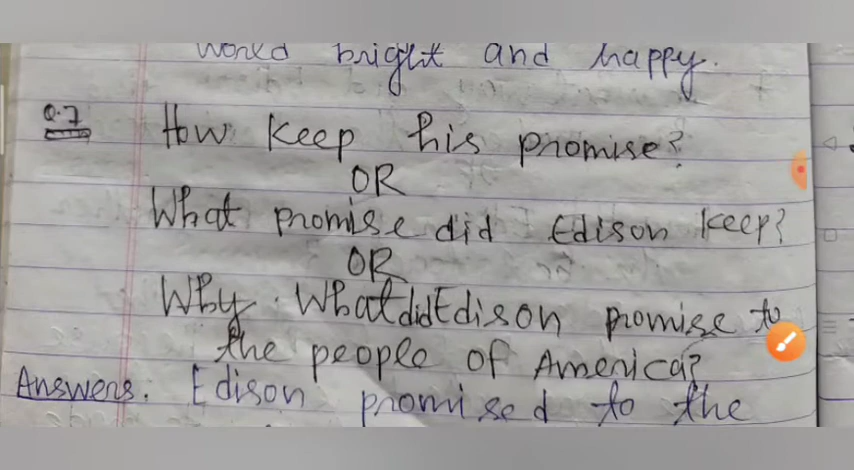 world bright and happy.
Q.7 How keep his promise?
OR
What promise did Edison keep?
OR
Why What did Edison promise to
the people of America?
Answers. Edison promised to the